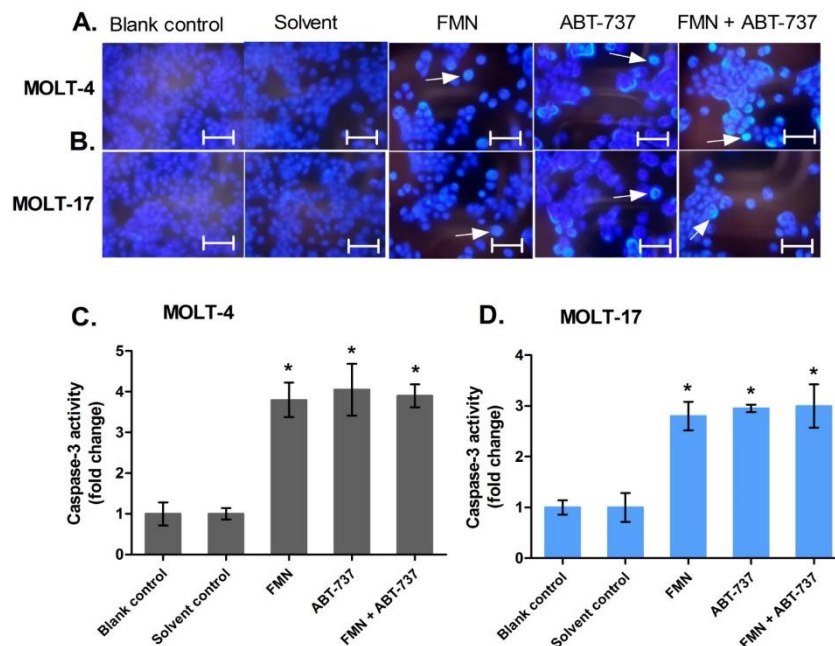 A. Blank control Solvent FMN ABT-737 FMN + ABT-737
MOLT-4
B.
MOLT-17
C. MOLT-4
Caspase-3 activity
(fold change)
5
4
3
2
1
0
* * *
Blank control
Solvent control
FMN
ABT-737
FMN + ABT-737
D. MOLT-17
Caspase-3 activity
(fold change)
4
3
2
1
0
* * *
Blank control
Solvent control
FMN
ABT-737
FMN + ABT-737